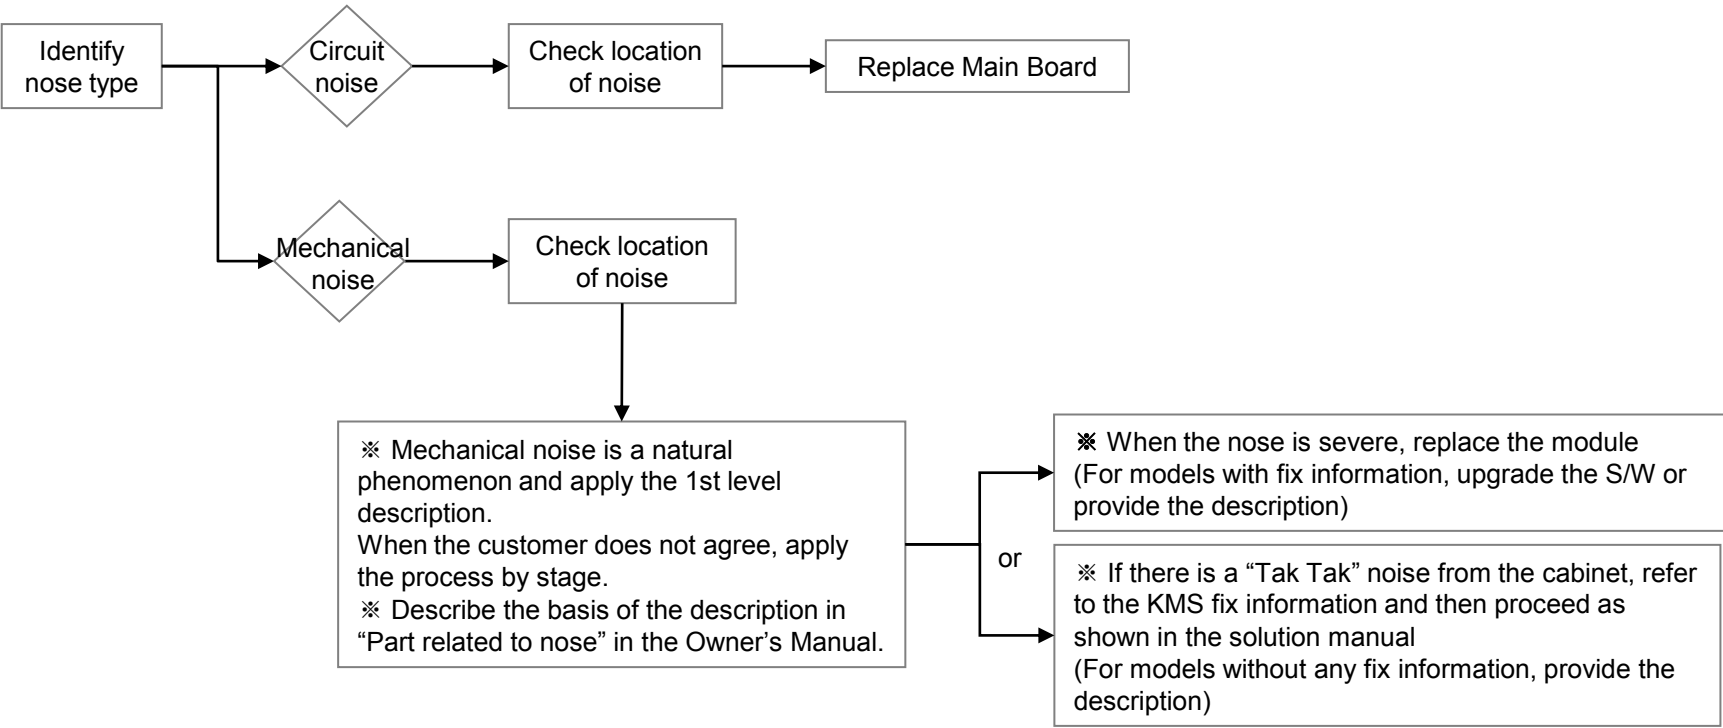 Identify
nose type
Circuit
noise
Check location
of noise
Replace Main Board
Mechanical
noise
Check location
of noise
※ Mechanical noise is a natural
phenomenon and apply the 1st level
description.
When the customer does not agree, apply
the process by stage.
※ Describe the basis of the description in
“Part related to nose” in the Owner’s Manual.
or
※ When the nose is severe, replace the module
(For models with fix information, upgrade the S/W or
provide the description)
※ If there is a “Tak Tak” noise from the cabinet, refer
to the KMS fix information and then proceed as
shown in the solution manual
(For models without any fix information, provide the
description)